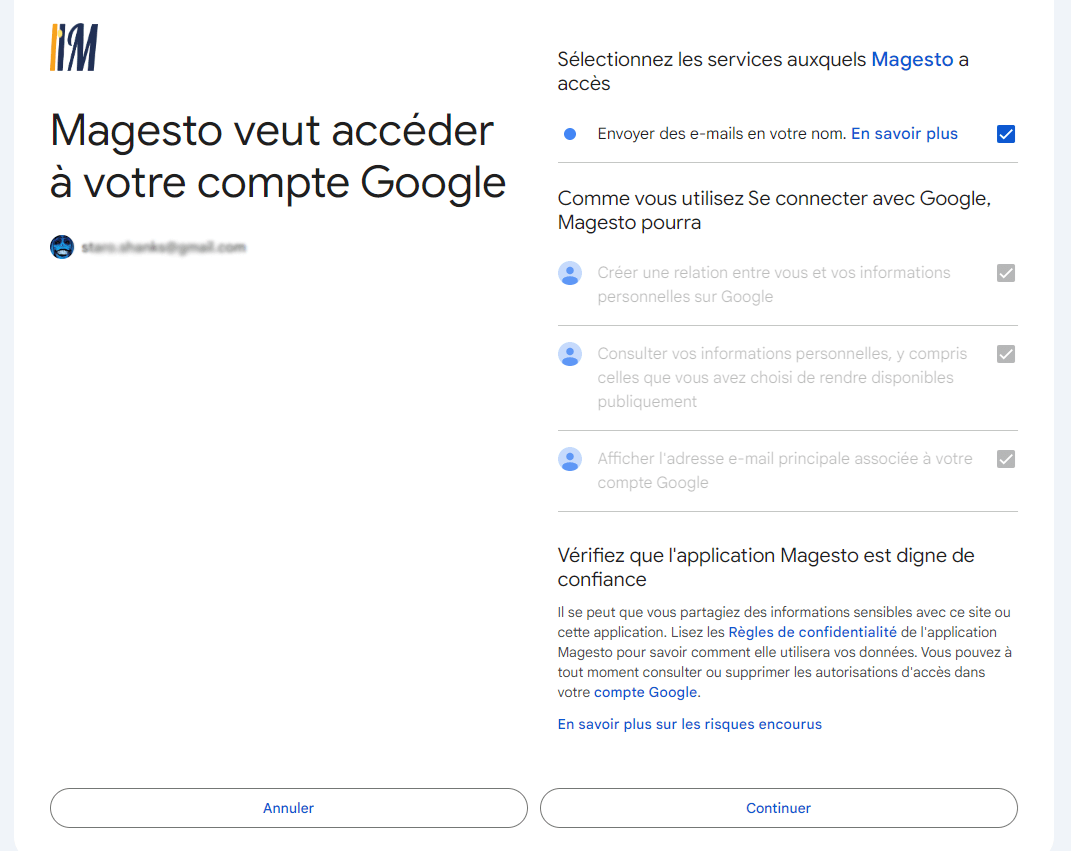 Magesto veut accéder
à votre compte Google
Sélectionnez les services auxquels Magesto a
accès
Envoyer des e-mails en votre nom. En savoir plus
Comme vous utilisez Se connecter avec Google,
Magesto pourra
Créer une relation entre vous et vos informations
personnelles sur Google
Consulter vos informations personnelles, y compris
celles que vous avez choisi de rendre disponibles
publiquement
Afficher l'adresse e-mail principale associée à votre
compte Google
Vérifiez que l'application Magesto est digne de
confiance
Il se peut que vous partagiez des informations sensibles avec ce site ou
cette application. Lisez les Règles de confidentialité de l'application
Magesto pour savoir comment elle utilisera vos données. Vous pouvez à
tout moment consulter ou supprimer les autorisations d'accès dans
votre compte Google.
En savoir plus sur les risques encourus
Annuler
Continuer